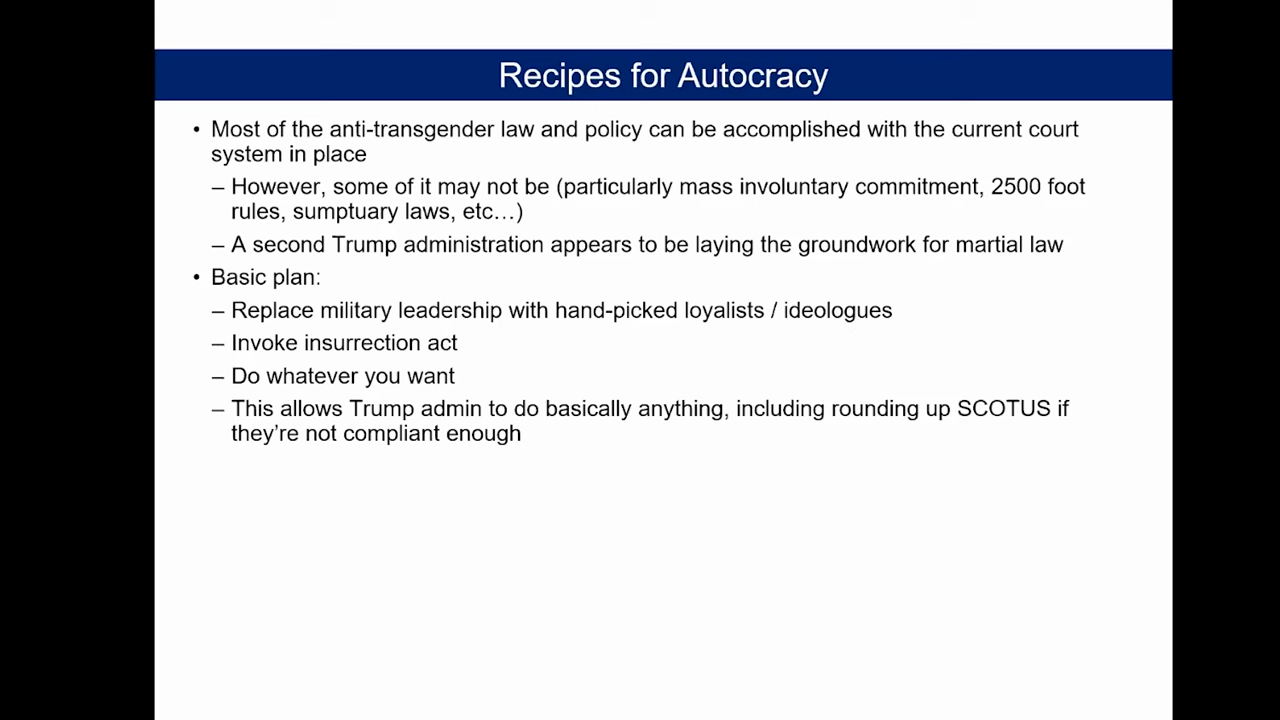 Recipes for Autocracy
• Most of the anti-transgender law and policy can be accomplished with the current court
system in place
– However, some of it may not be (particularly mass involuntary commitment, 2500 foot
rules, sumptuary laws, etc…)
– A second Trump administration appears to be laying the groundwork for martial law
• Basic plan:
– Replace military leadership with hand-picked loyalists / ideologues
– Invoke insurrection act
– Do whatever you want
– This allows Trump admin to do basically anything, including rounding up SCOTUS if
they’re not compliant enough